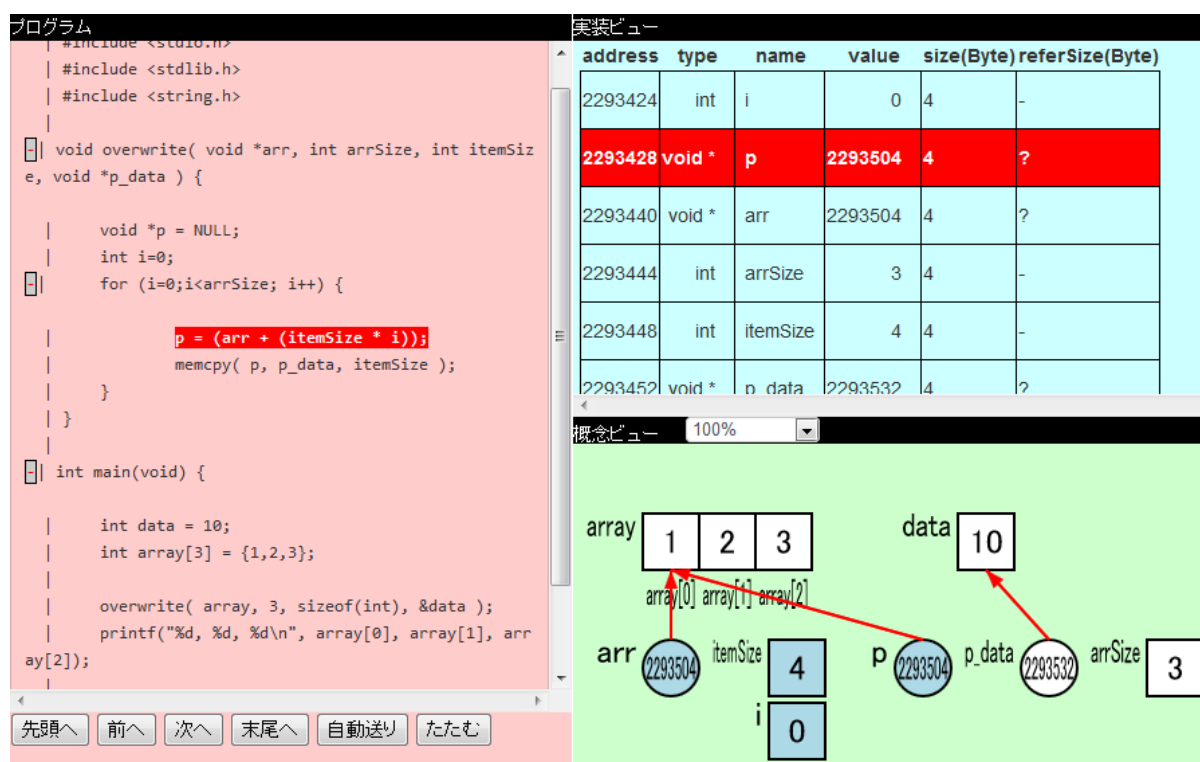 プログラム
| #include <stdio.h>
| #include <stdlib.h>
| #include <string.h>
|
-| void overwrite( void *arr, int arrSize, int itemSiz
e, void *p_data ) {
| void *p = NULL;
| int i=0;
-| for (i=0;i<arrSize; i++) {
| p = (arr + (itemSize * i));
| memcpy( p, p_data, itemSize );
| }
| }
|
-| int main(void) {
| int data = 10;
| int array[3] = {1,2,3};
|
| overwrite( array, 3, sizeof(int), &data );
| printf("%d, %d, %d\n", array[0], array[1], arr
ay[2]);
|
先頭へ 前へ 次へ 末尾へ 自動送り たたむ
実装ビュー
address type name value size(Byte) referSize(Byte)
2293424 int i 0 4 -
2293428 void * p 2293504 4 ?
2293440 void * arr 2293504 4 ?
2293444 int arrSize 3 4 -
2293448 int itemSize 4 4 -
2293452 void * p_data 2293532 4 ?
概念ビュー 100%
array 1 2 3 data 10
array[0] array[1] array[2]
arr 2293504 itemSize 4 p 2293504 p_data 2293532 arrSize 3
i 0